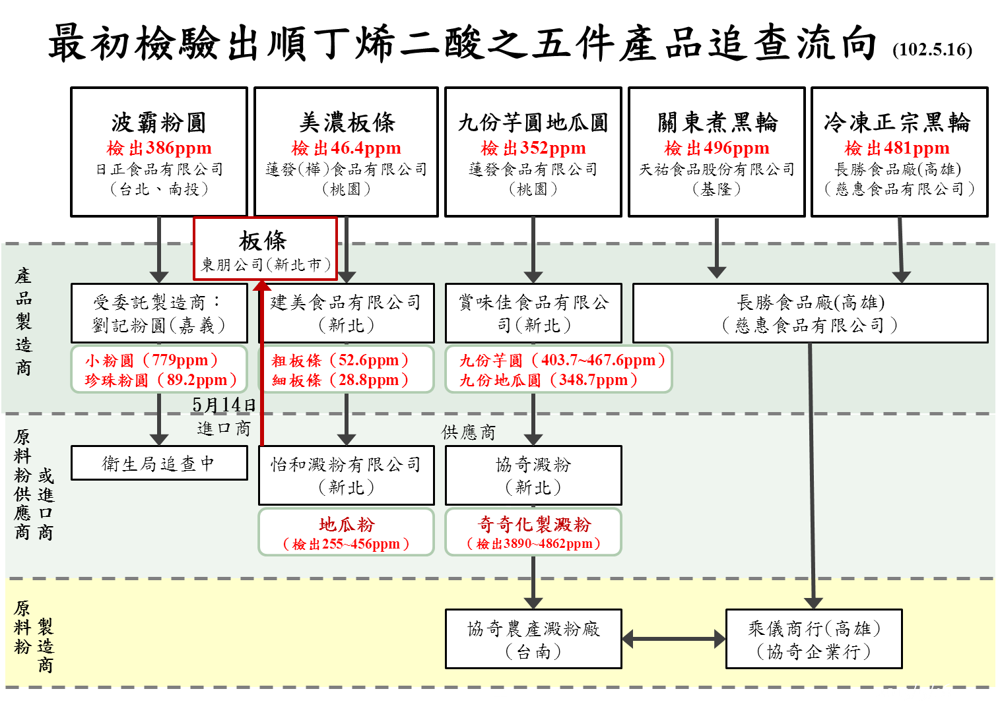 最初檢驗出順丁烯二酸之五件產品追查流向 (102.5.16)
波霸粉圓
檢出386ppm
日正食品有限公司
（台北、南投）
美濃板條
檢出46.4ppm
蓮發(樺)食品有限公司
（桃園）
九份芋圓地瓜圓
檢出352ppm
蓮發食品有限公司
（桃園）
關東煮黑輪
檢出496ppm
天祐食品股份有限公司
（基隆）
冷凍正宗黑輪
檢出481ppm
長勝食品廠(高雄)
（慈惠食品有限公司）
板條
東朋公司(新北市)
產品製造商
受委託製造商：
劉記粉圓(嘉義)
建美食品有限公司
（新北）
賞味佳食品有限公
司(新北)
長勝食品廠(高雄)
（慈惠食品有限公司）
小粉圓（779ppm）
珍珠粉圓（89.2ppm）
粗板條（52.6ppm）
細板條（28.8ppm）
九份芋圓（403.7~467.6ppm）
九份地瓜圓（348.7ppm）
5月14日
進口商
供應商
原料粉供應商
或進口商
衛生局追查中
怡和澱粉有限公司
（新北）
協奇澱粉
（新北）
地瓜粉
（檢出255~456ppm）
奇奇化製澱粉
（檢出3890~4862ppm）
原料粉
製造商
協奇農產澱粉廠
（台南）
乘儀商行(高雄)
（協奇企業行）